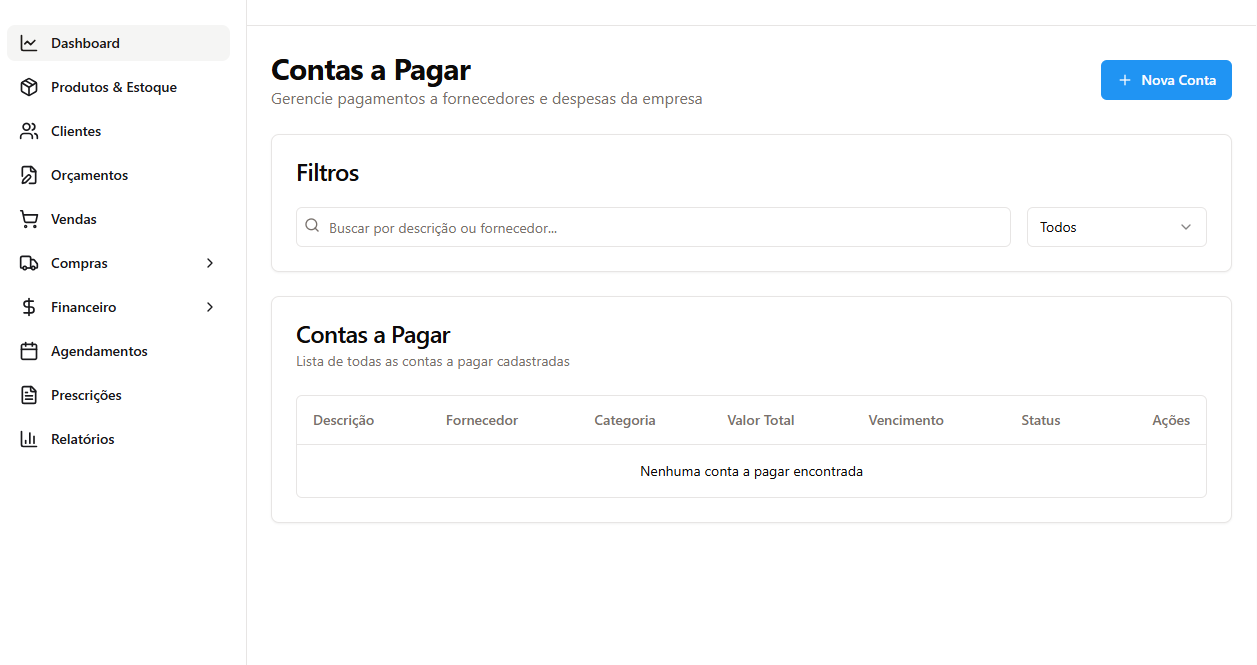 Dashboard
Produtos & Estoque
Clientes
Orçamentos
Vendas
Compras
Financeiro
Agendamentos
Prescrições
Relatórios
Contas a Pagar
Gerencie pagamentos a fornecedores e despesas da empresa
Nova Conta
Filtros
Buscar por descrição ou fornecedor...
Todos
Contas a Pagar
Lista de todas as contas a pagar cadastradas
Descrição Fornecedor Categoria Valor Total Vencimento Status Ações
Nenhuma conta a pagar encontrada